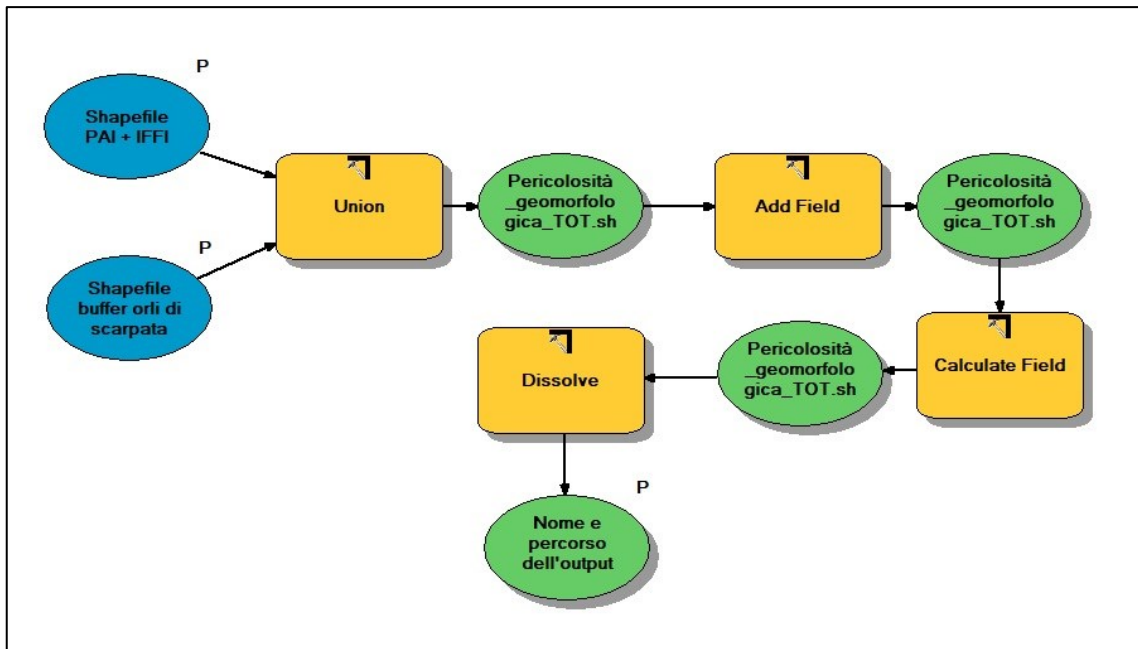 P
Shapefile
PAI + IFFI
P
Shapefile
buffer orli di
scarpata
Union
Pericolosità
_geomorfolo
gica_TOT.sh
Add Field
Pericolosità
_geomorfolo
gica_TOT.sh
Calculate Field
Pericolosità
_geomorfolo
gica_TOT.sh
Dissolve
P
Nome e
percorso
dell'output